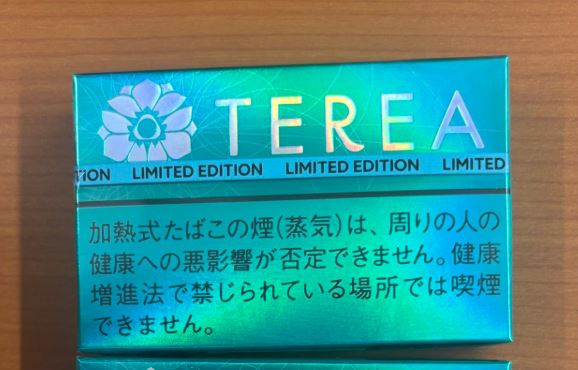 TEREA
TION LIMITED EDITION LIMITED EDITION LIMITED
加熱式たばこの煙(蒸気)は、周りの人の
健康への悪影響が否定できません。健康
増進法で禁じられている場所では喫煙
できません。